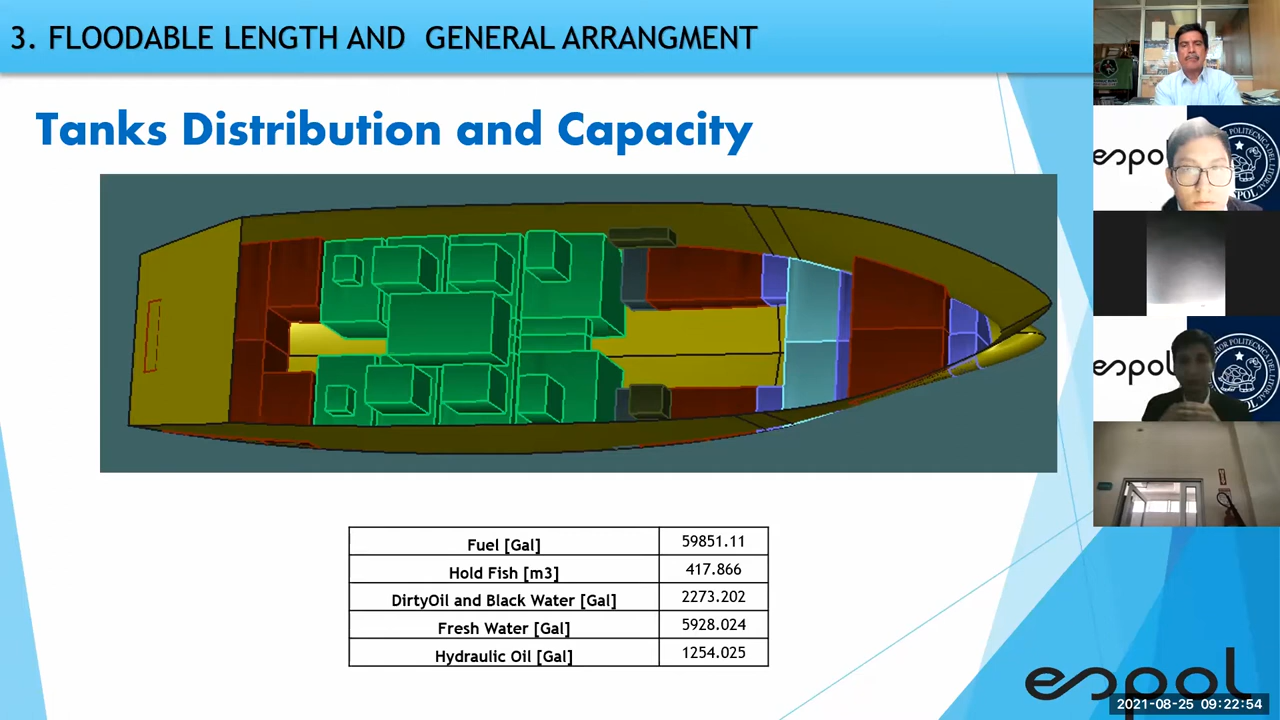 3. FLOODABLE LENGTH AND GENERAL ARRANGMENT
Tanks Distribution and Capacity
Fuel [Gal] 59851.11
Hold Fish [m3] 417.866
DirtyOil and Black Water [Gal] 2273.202
Fresh Water [Gal] 5928.024
Hydraulic Oil [Gal] 1254.025
espol
espol
espol
2021-08-25 09:22:54